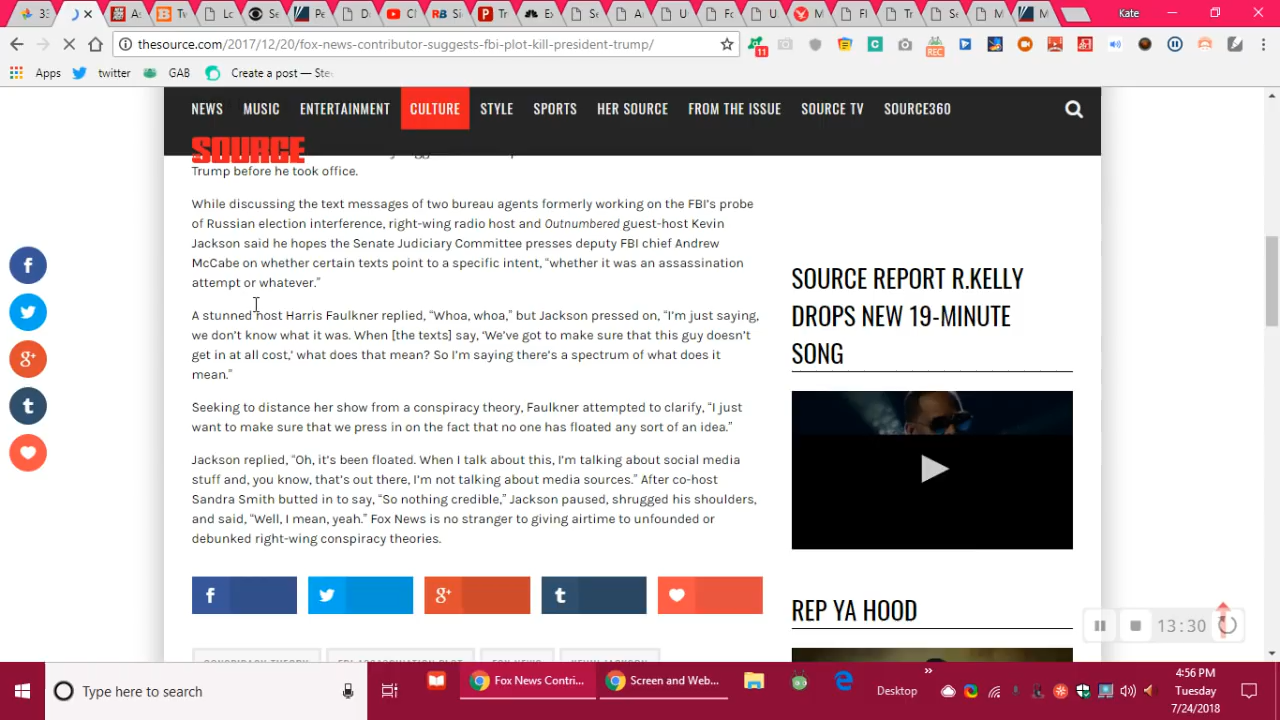 Kate
thesource.com/2017/12/20/fox-news-contributor-suggests-fbi-plot-kill-president-trump/
11
REC
Apps twitter GAB Create a post — Ste
NEWS MUSIC ENTERTAINMENT CULTURE STYLE SPORTS HER SOURCE FROM THE ISSUE SOURCE TV SOURCE360
SOURCE
Trump before he took office.
While discussing the text messages of two bureau agents formerly working on the FBI's probe
of Russian election interference, right-wing radio host and Outnumbered guest-host Kevin
Jackson said he hopes the Senate Judiciary Committee presses deputy FBI chief Andrew
McCabe on whether certain texts point to a specific intent, “whether it was an assassination
attempt or whatever.”
A stunned host Harris Faulkner replied, “Whoa, whoa,” but Jackson pressed on, “I'm just saying,
we don't know what it was. When [the texts] say, ‘We've got to make sure that this guy doesn't
get in at all cost,’ what does that mean? So I'm saying there's a spectrum of what does it
mean.”
Seeking to distance her show from a conspiracy theory, Faulkner attempted to clarify, “I just
want to make sure that we press in on the fact that no one has floated any sort of an idea.”
Jackson replied, “Oh, it's been floated. When I talk about this, I'm talking about social media
stuff and, you know, that's out there, I'm not talking about media sources.” After co-host
Sandra Smith butted in to say, “So nothing credible,” Jackson paused, shrugged his shoulders,
and said, “Well, I mean, yeah.” Fox News is no stranger to giving airtime to unfounded or
debunked right-wing conspiracy theories.
SOURCE REPORT R.KELLY
DROPS NEW 19-MINUTE
SONG
REP YA HOOD
13:30
Type here to search
Fox News Contri...
Screen and Web...
Desktop
4:56 PM
Tuesday
7/24/2018